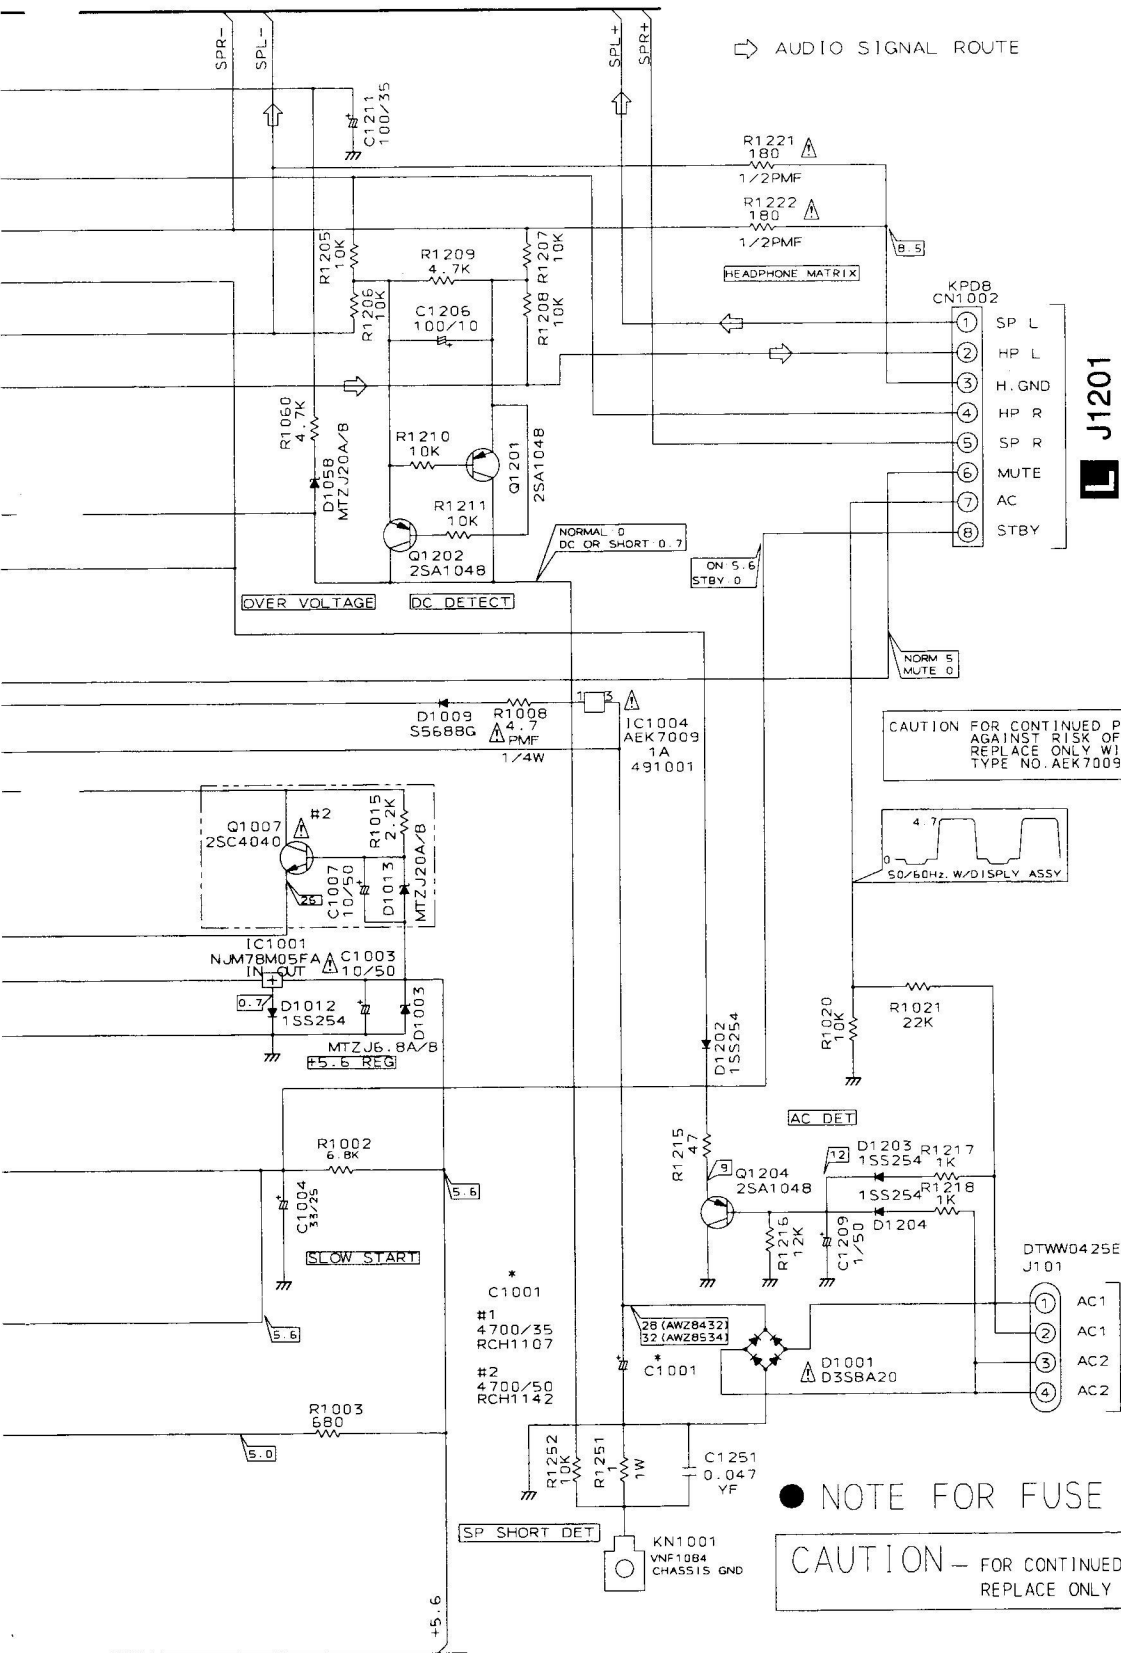 SPR-
SPL-
SPL+
SPR+
AUDIO SIGNAL ROUTE
C1211
100/35
R1221
180
1/2PMF
R1222
180
1/2PMF
8.5
HEADPHONE MATRIX
R1205
10K
R1206
10K
R1209
4.7K
C1206
100/10
R1207
10K
R1208
10K
KPD8
CN1002
1 SP L
2 HP L
3 H.GND
4 HP R
5 SP R
6 MUTE
7 AC
8 STBY
L J1201
R1060
4.7K
D1058
MTZJ20A/B
R1210
10K
Q1201
2SA1048
R1211
10K
Q1202
2SA1048
NORMAL:0
DC OR SHORT:0.7
ON:5.6
STBY:0
OVER VOLTAGE
DC DETECT
NORM 5
MUTE 0
D1009
S5688G
R1008
4.7
PMF
1/4W
1 3
IC1004
AEK7009
1A
491001
CAUTION FOR CONTINUED P
AGAINST RISK OF
REPLACE ONLY WI
TYPE NO.AEK7009
Q1007
2SC4040
#2
R1015
2.2K
C1007
10/50
D1013
MTZJ20A/B
4.7
0
50/60Hz. W/DISPLY ASSY
IC1001
NJM78M05FA
IN OUT
C1003
10/50
0.7
D1012
1SS254
D1003
MTZJ6.8A/B
+5.6 REG
R1021
22K
R1020
10K
D1202
1SS254
AC DET
R1002
6.8K
5.6
C1004
33/25
SLOW START
R1215
47
9
Q1204
2SA1048
12
D1203
1SS254
R1217
1K
1SS254
D1204
R1218
1K
R1216
12K
C1209
1/50
DTWW0425E
J101
1 AC1
2 AC1
3 AC2
4 AC2
*
C1001
#1
4700/35
RCH1107
#2
4700/50
RCH1142
5.6
28 (AWZ8432)
32 (AWZ8534)
*
C1001
D1001
D3SBA20
R1003
680
5.0
R1252
10K
R1251
1
1W
C1251
0.047
YF
SP SHORT DET
KN1001
VNF1084
CHASSIS GND
● NOTE FOR FUSE
CAUTION – FOR CONTINUED
REPLACE ONLY
+5.6